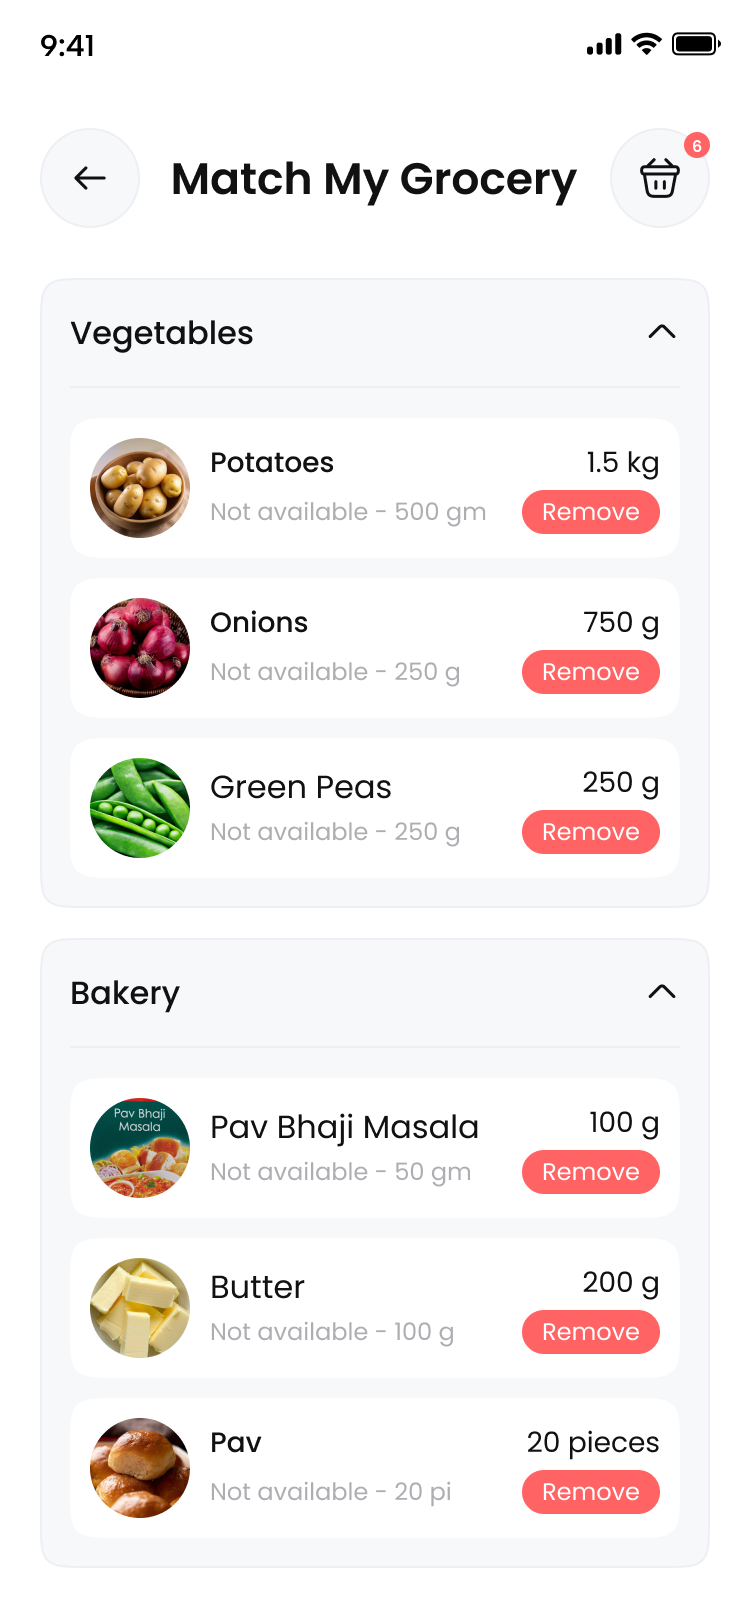 9:41
Match My Grocery
6
Vegetables
Potatoes
1.5 kg
Not available - 500 gm
Remove
Onions
750 g
Not available - 250 g
Remove
Green Peas
250 g
Not available - 250 g
Remove
Bakery
Pav Bhaji
Masala
Pav Bhaji Masala
100 g
Not available - 50 gm
Remove
Butter
200 g
Not available - 100 g
Remove
Pav
20 pieces
Not available - 20 pi
Remove